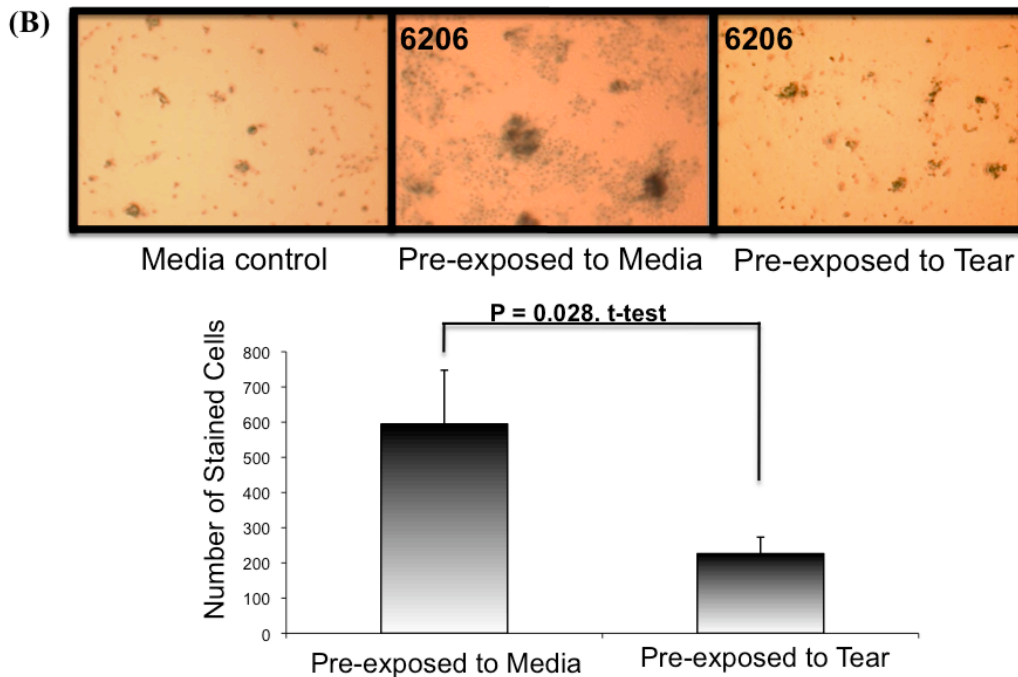 (B)
6206
6206
Media control
Pre-exposed to Media
Pre-exposed to Tear
P = 0.028. t-test
Number of Stained Cells
800
700
600
500
400
300
200
100
0
Pre-exposed to Media
Pre-exposed to Tear